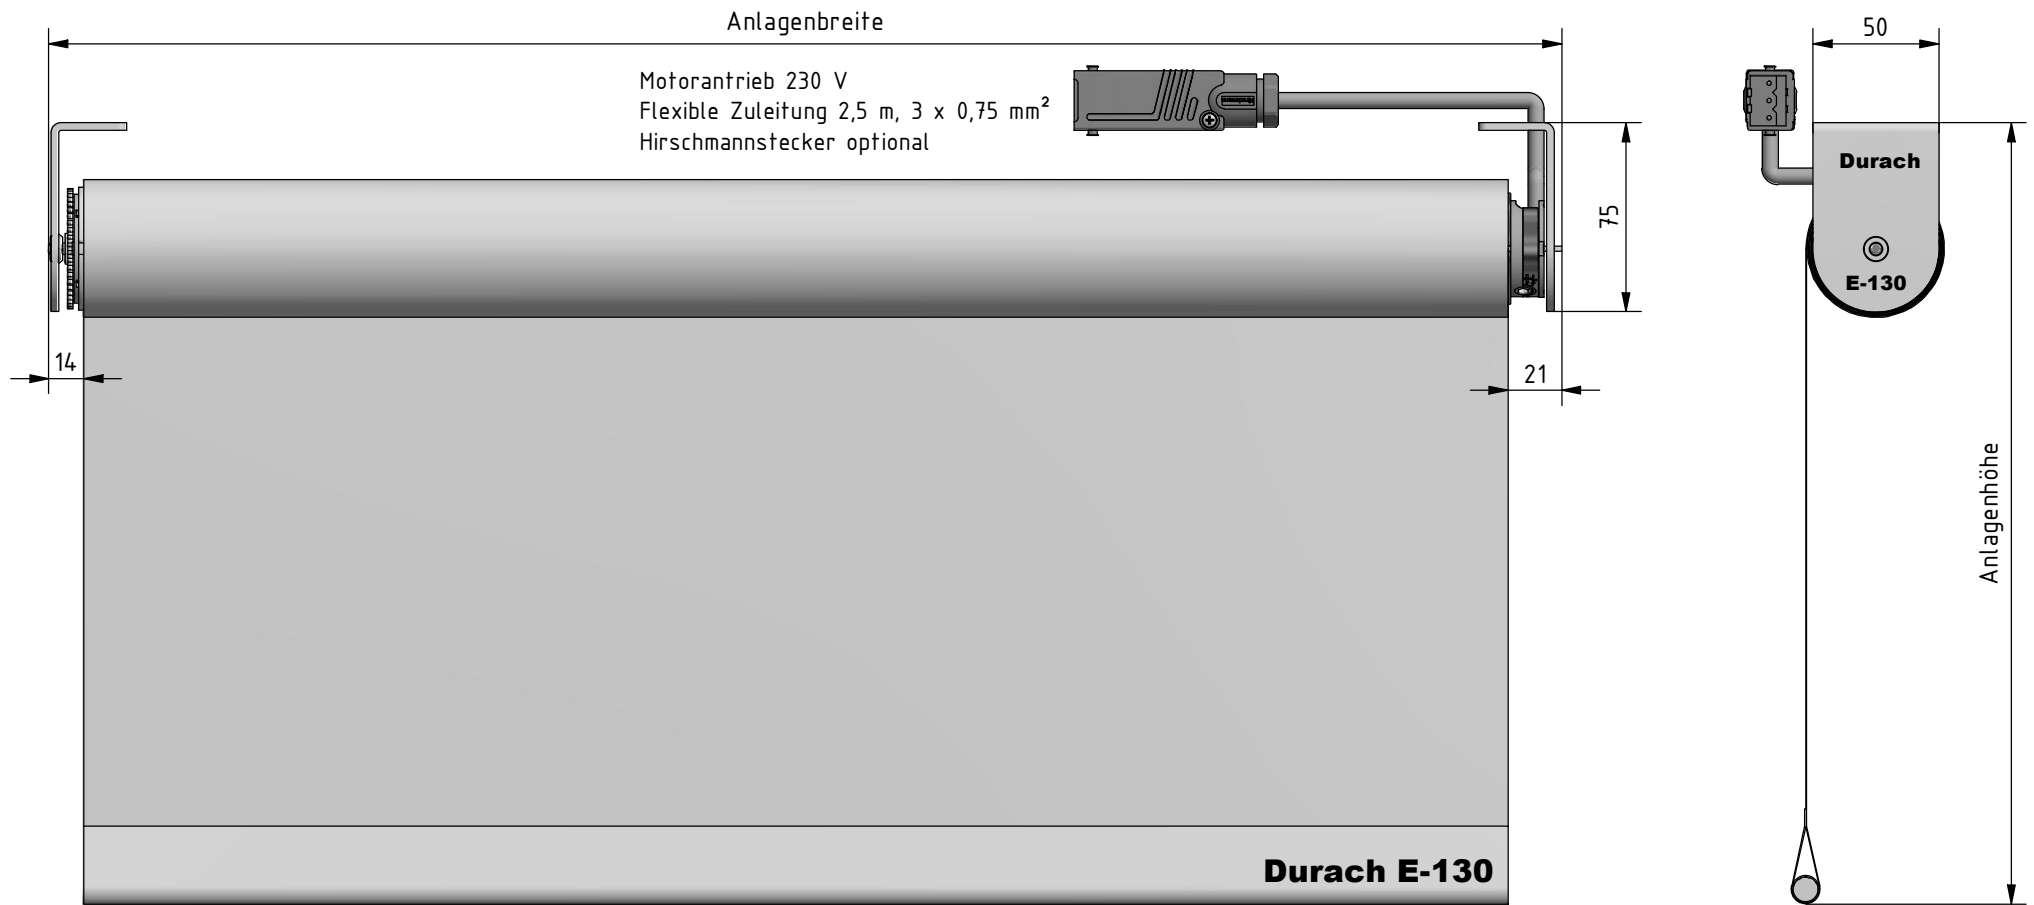 Anlagenbreite
50
Motorantrieb 230 V
Flexible Zuleitung 2,5 m, 3 x 0,75 mm²
Hirschmannstecker optional
Durach
75
E-130
14
21
Anlagenhöhe
Durach E-130